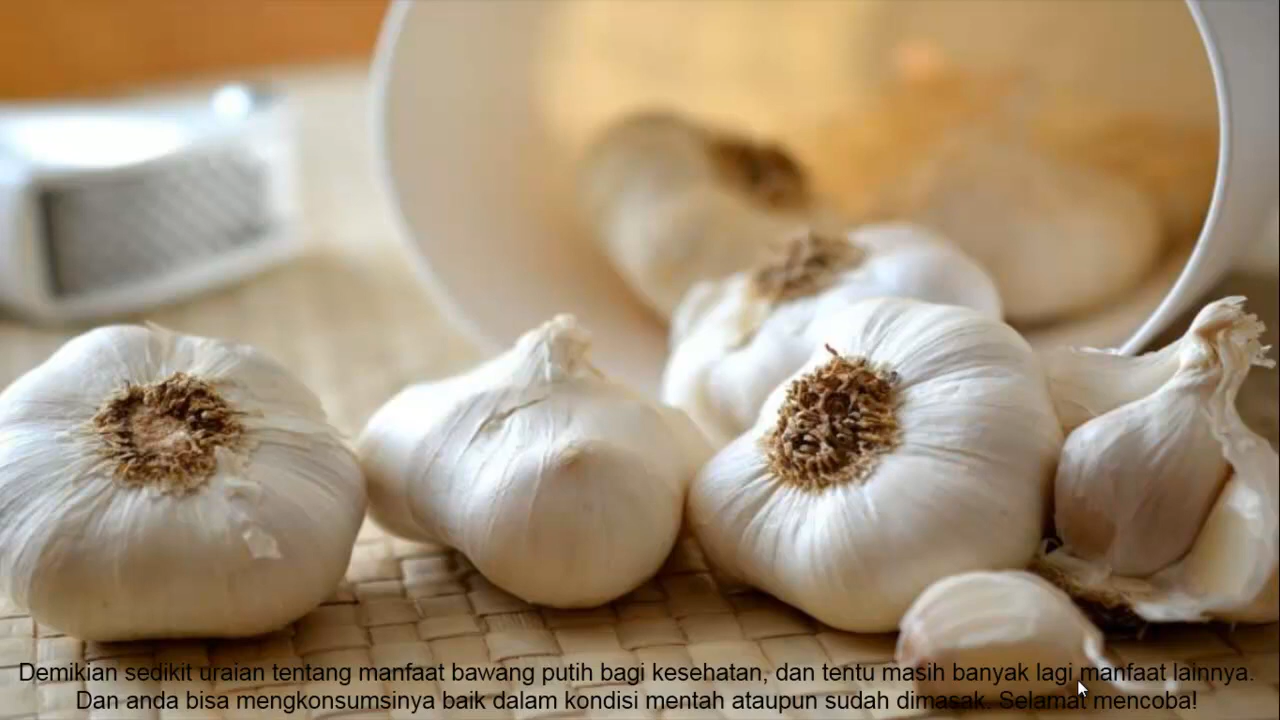 Demikian sedikit uraian tentang manfaat bawang putih bagi kesehatan, dan tentu masih banyak lagi manfaat lainnya.
Dan anda bisa mengkonsumsinya baik dalam kondisi mentah ataupun sudah dimasak. Selamat mencoba!